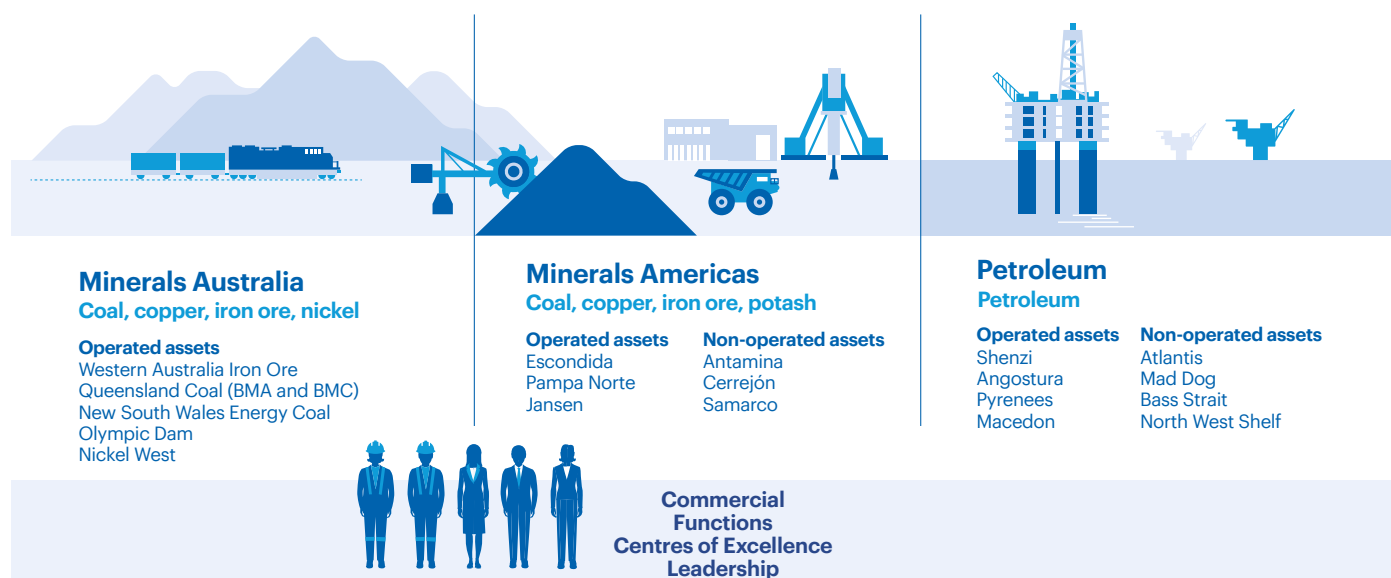 Minerals Australia
Coal, copper, iron ore, nickel
Operated assets
Western Australia Iron Ore
Queensland Coal (BMA and BMC)
New South Wales Energy Coal
Olympic Dam
Nickel West
Minerals Americas
Coal, copper, iron ore, potash
Operated assets
Escondida
Pampa Norte
Jansen
Non-operated assets
Antamina
Cerrejón
Samarco
Petroleum
Petroleum
Operated assets
Shenzi
Angostura
Pyrenees
Macedon
Non-operated assets
Atlantis
Mad Dog
Bass Strait
North West Shelf
Commercial
Functions
Centres of Excellence
Leadership